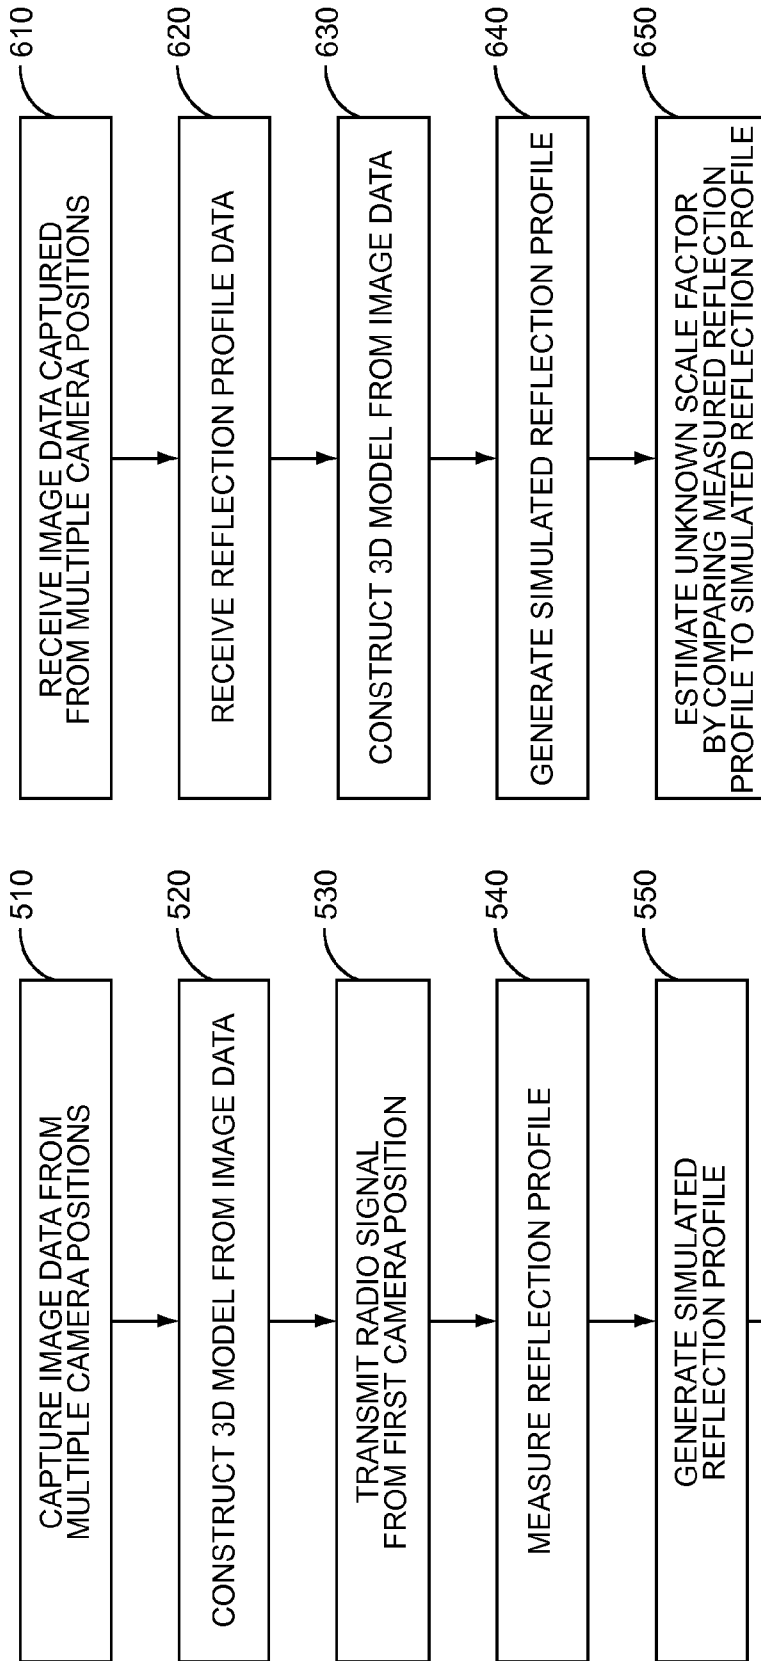 510
CAPTURE IMAGE DATA FROM
MULTIPLE CAMERA POSITIONS
520
CONSTRUCT 3D MODEL FROM IMAGE DATA
530
TRANSMIT RADIO SIGNAL
FROM FIRST CAMERA POSITION
540
MEASURE REFLECTION PROFILE
550
GENERATE SIMULATED
REFLECTION PROFILE
610
RECEIVE IMAGE DATA CAPTURED
FROM MULTIPLE CAMERA POSITIONS
620
RECEIVE REFLECTION PROFILE DATA
630
CONSTRUCT 3D MODEL FROM IMAGE DATA
640
GENERATE SIMULATED REFLECTION PROFILE
650
ESTIMATE UNKNOWN SCALE FACTOR
BY COMPARING MEASURED REFLECTION
PROFILE TO SIMULATED REFLECTION PROFILE